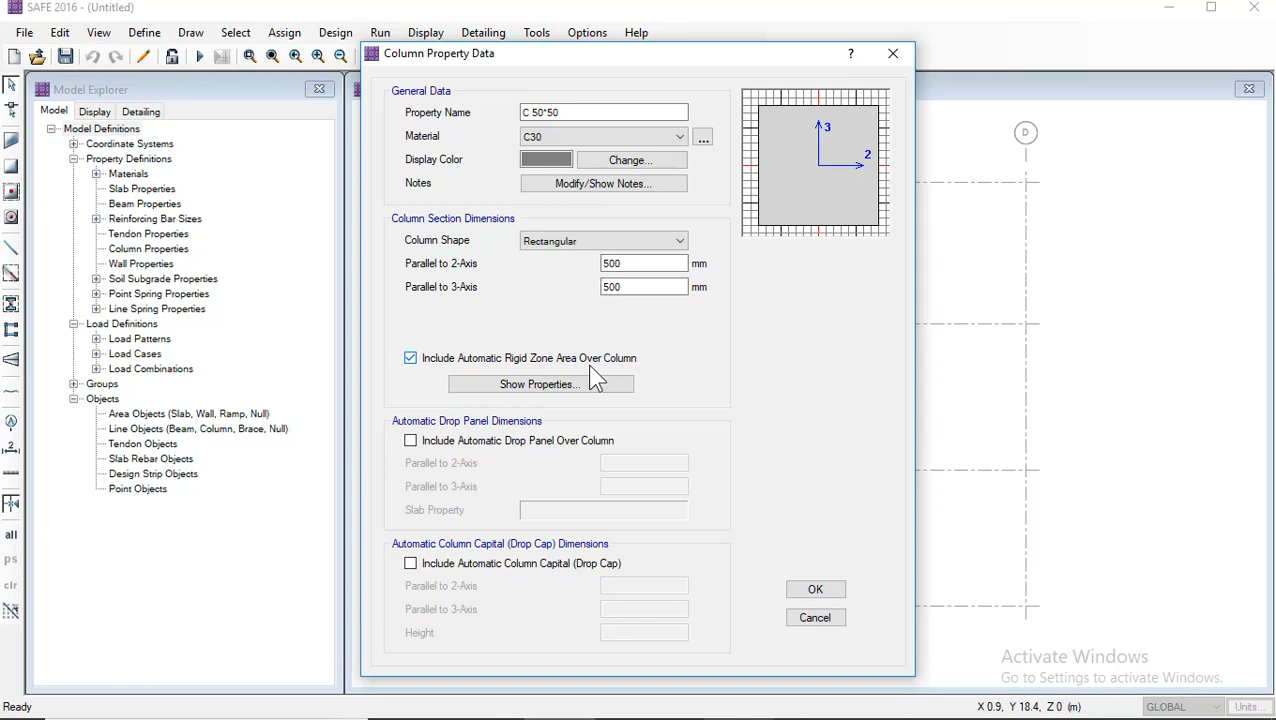 SAFE 2016 - (Untitled)
File Edit View Define Draw Select Assign Design Run Display Detailing Tools Options Help
Model Explorer
Model Display Detailing
Model Definitions
Coordinate Systems
Property Definitions
Materials
Slab Properties
Beam Properties
Reinforcing Bar Sizes
Tendon Properties
Column Properties
Wall Properties
Soil Subgrade Properties
Point Spring Properties
Line Spring Properties
Load Definitions
Load Patterns
Load Cases
Load Combinations
Groups
Objects
Area Objects (Slab, Wall, Ramp, Null)
Line Objects (Beam, Column, Brace, Null)
Tendon Objects
Slab Rebar Objects
Design Strip Objects
Point Objects
all
ps
clr
Column Property Data
?
General Data
Property Name C 50*50
Material C30 ...
Display Color Change...
Notes Modify/Show Notes...
3
2
Column Section Dimensions
Column Shape Rectangular
Parallel to 2-Axis 500 mm
Parallel to 3-Axis 500 mm
Include Automatic Rigid Zone Area Over Column
Show Properties...
Automatic Drop Panel Dimensions
Include Automatic Drop Panel Over Column
Parallel to 2-Axis
Parallel to 3-Axis
Slab Property
Automatic Column Capital (Drop Cap) Dimensions
Include Automatic Column Capital (Drop Cap)
Parallel to 2-Axis
Parallel to 3-Axis
Height
OK
Cancel
D
Activate Windows
Go to Settings to activate Windows.
Ready X 0.9, Y 18.4, Z 0 (m) GLOBAL Units...